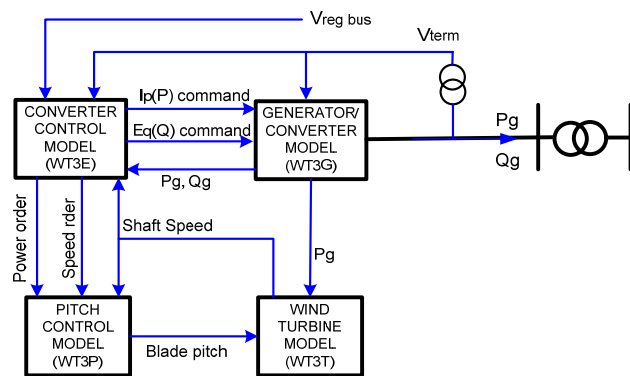 V reg bus
Vterm
Ip(P) command
Eq(Q) command
CONVERTER
CONTROL
MODEL
(WT3E)
GENERATOR/
CONVERTER
MODEL
(WT3G)
Pg
Qg
Pg, Qg
Power order
Speed rder
Shaft Speed
Pg
PITCH
CONTROL
MODEL
(WT3P)
Blade pitch
WIND
TURBINE
MODEL
(WT3T)